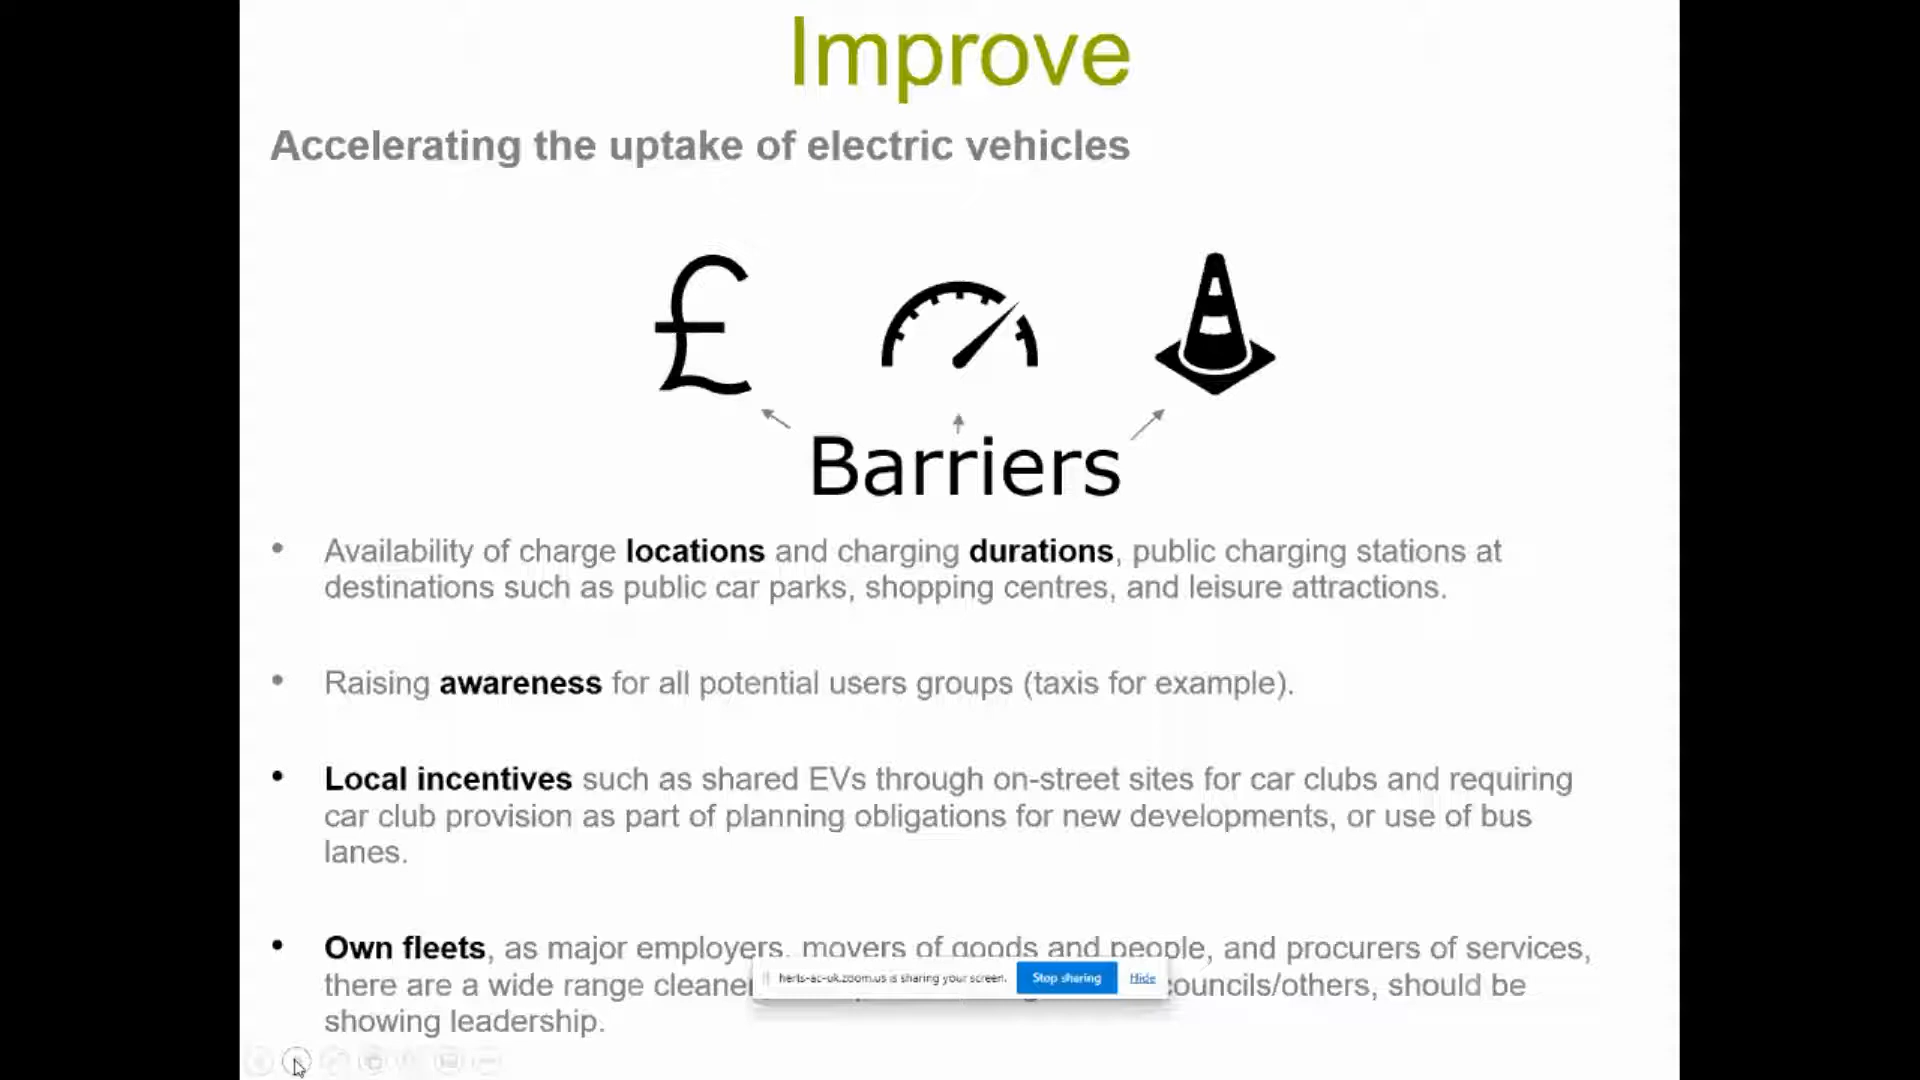 Improve
Accelerating the uptake of electric vehicles
£
Barriers
• Availability of charge locations and charging durations, public charging stations at
destinations such as public car parks, shopping centres, and leisure attractions.
• Raising awareness for all potential users groups (taxis for example).
• Local incentives such as shared EVs through on-street sites for car clubs and requiring
car club provision as part of planning obligations for new developments, or use of bus
lanes.
• Own fleets, as major employers, movers of goods and people, and procurers of services,
there are a wide range cleaner councils/others, should be
herts-ac-uk.zoom.us is sharing your screen. Stop sharing Hide
showing leadership.